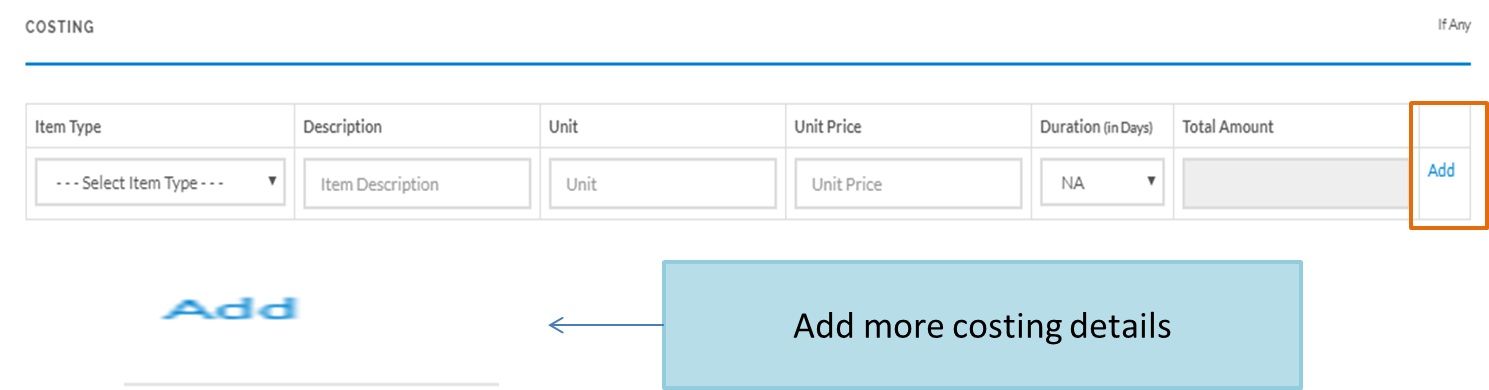 COSTING If Any
Item Type Description Unit Unit Price Duration (in Days) Total Amount
- - - Select Item Type - - - Item Description Unit Unit Price NA Add
Add Add more costing details